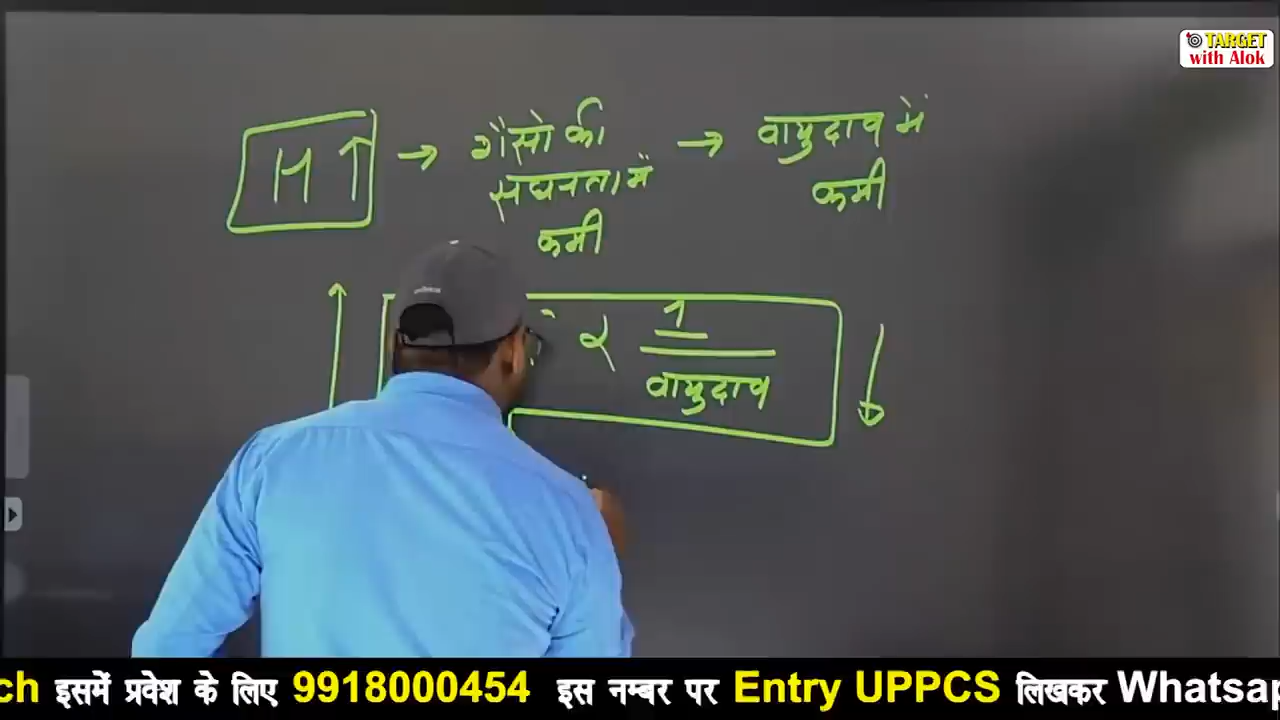 TARGET
with Alok
H ↑ → गैसो की → वायुदाव में
सघनता में कमी
कमी
∝ 1
वायुदाव
ch इसमें प्रवेश के लिए 9918000454 इस नम्बर पर Entry UPPCS लिखकर Whatsap